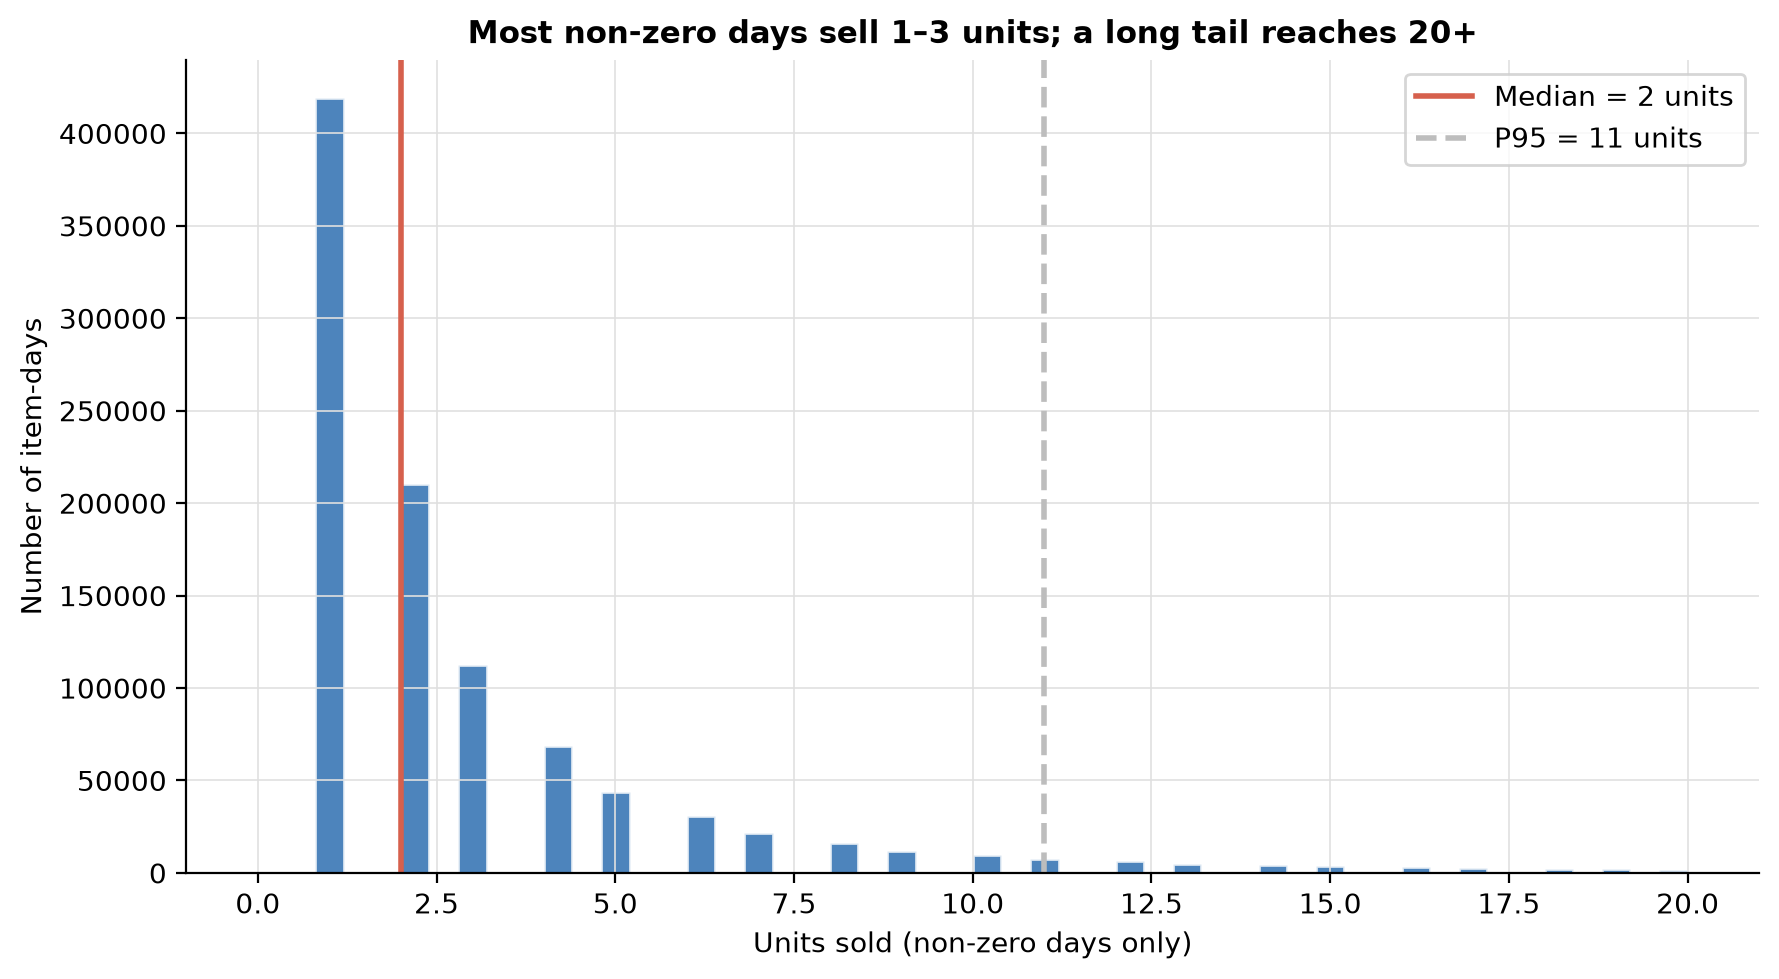 Most non-zero days sell 1–3 units; a long tail reaches 20+
Median = 2 units
P95 = 11 units
Number of item-days
400000
350000
300000
250000
200000
150000
100000
50000
0
0.0 2.5 5.0 7.5 10.0 12.5 15.0 17.5 20.0
Units sold (non-zero days only)